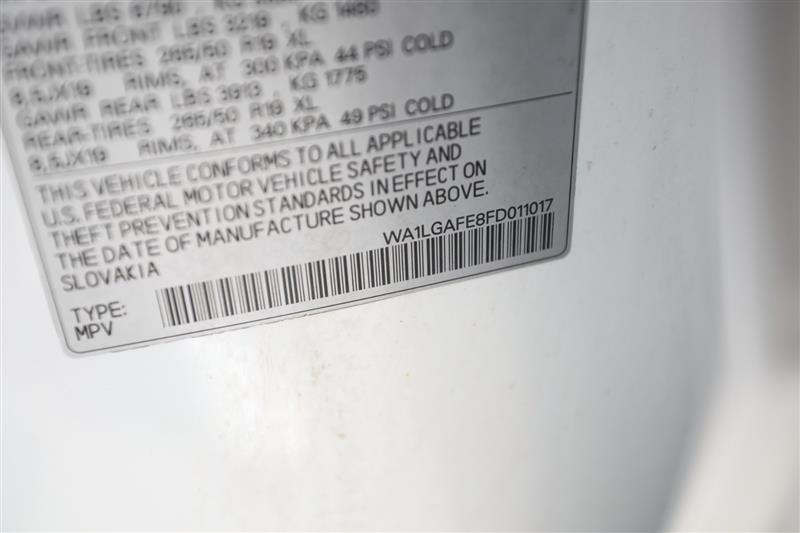 GAWR FRONT LBS 3219 , KG 1460
FRONT-TIRES 255/50 R19 XL
8,5JX19 RIMS, AT 300 KPA 44 PSI COLD
GAWR REAR LBS 3913 , KG 1775
REAR-TIRES 255/50 R19 XL
8,5JX19 RIMS, AT 340 KPA 49 PSI COLD
THIS VEHICLE CONFORMS TO ALL APPLICABLE
U.S. FEDERAL MOTOR VEHICLE SAFETY AND
THEFT PREVENTION STANDARDS IN EFFECT ON
THE DATE OF MANUFACTURE SHOWN ABOVE.
SLOVAKIA WA1LGAFE8FD011017
TYPE:
MPV